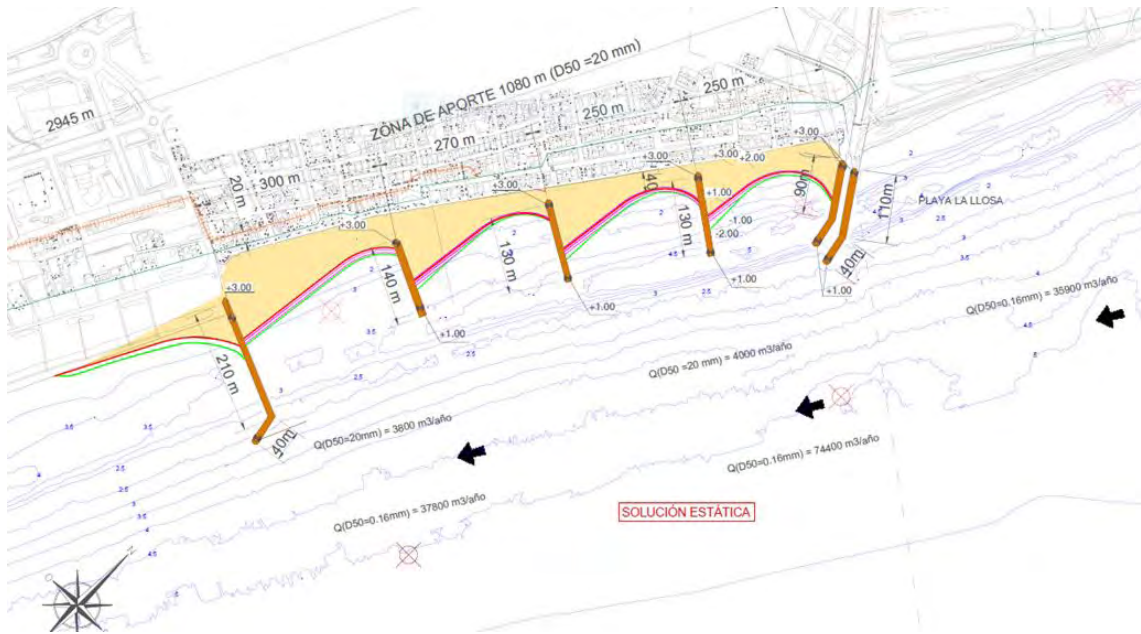 2945 m
ZONA DE APORTE 1080 m (D50 =20 mm)
250 m
250 m
270 m
300 m
20 m
+3.00
+3.00
+3.00
+3.00
+3.00
+2.00
+3.00
40
+1.00
-1.00
-2.00
90m
110m
PLAYA LA LLOSA
130 m
130 m
140 m
210 m
40m
40m
+1.00
+1.00
+1.00
+1.00
Q(D50=0.16mm) = 35900 m3/año
Q(D50 =20 mm) = 4000 m3/año
Q(D50=20mm) = 3800 m3/año
Q(D50=0.16mm) = 74400 m3/año
Q(D50=0.16mm) = 37800 m3/año
SOLUCIÓN ESTÁTICA